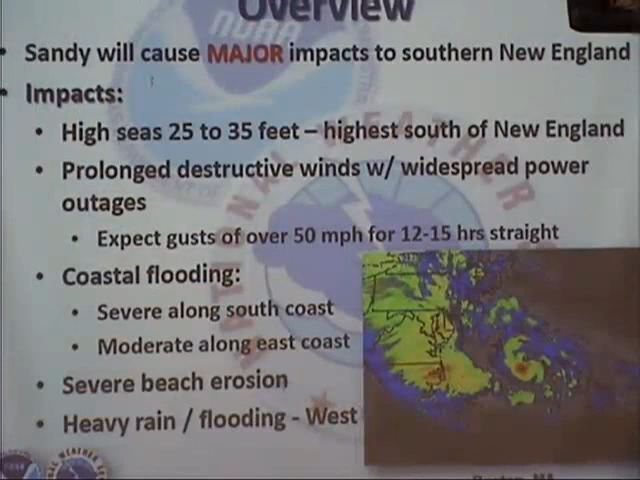 Overview
• Sandy will cause MAJOR impacts to southern New England
• Impacts:
• High seas 25 to 35 feet – highest south of New England
• Prolonged destructive winds w/ widespread power
outages
• Expect gusts of over 50 mph for 12-15 hrs straight
• Coastal flooding:
• Severe along south coast
• Moderate along east coast
• Severe beach erosion
• Heavy rain / flooding - West